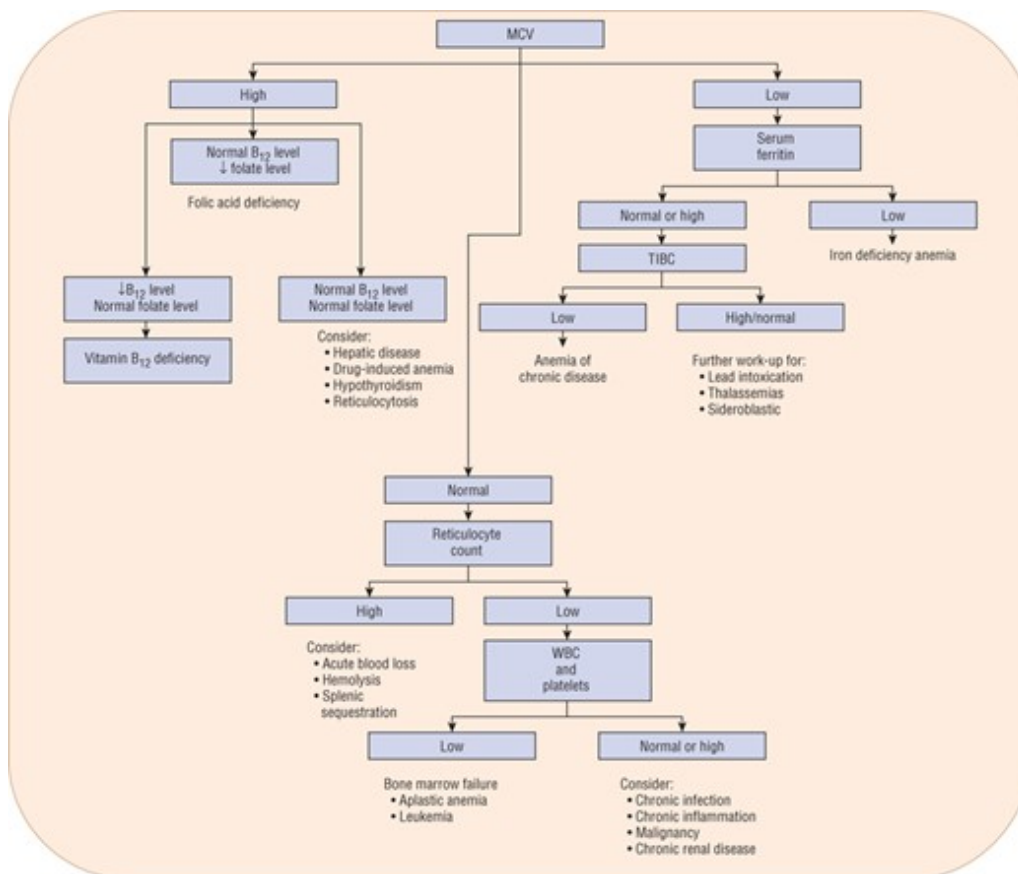 MCV
High
Low
Normal B12 level
↓ folate level
Folic acid deficiency
Serum
ferritin
Normal or high
Low
Iron deficiency anemia
TIBC
↓B12 level
Normal folate level
Normal B12 level
Normal folate level
Low
High/normal
Vitamin B12 deficiency
Consider:
• Hepatic disease
• Drug-induced anemia
• Hypothyroidism
• Reticulocytosis
Anemia of
chronic disease
Further work-up for:
• Lead intoxication
• Thalassemias
• Sideroblastic
Normal
Reticulocyte
count
High
Low
Consider:
• Acute blood loss
• Hemolysis
• Splenic
sequestration
WBC
and
platelets
Low
Normal or high
Bone marrow failure
• Aplastic anemia
• Leukemia
Consider:
• Chronic infection
• Chronic inflammation
• Malignancy
• Chronic renal disease